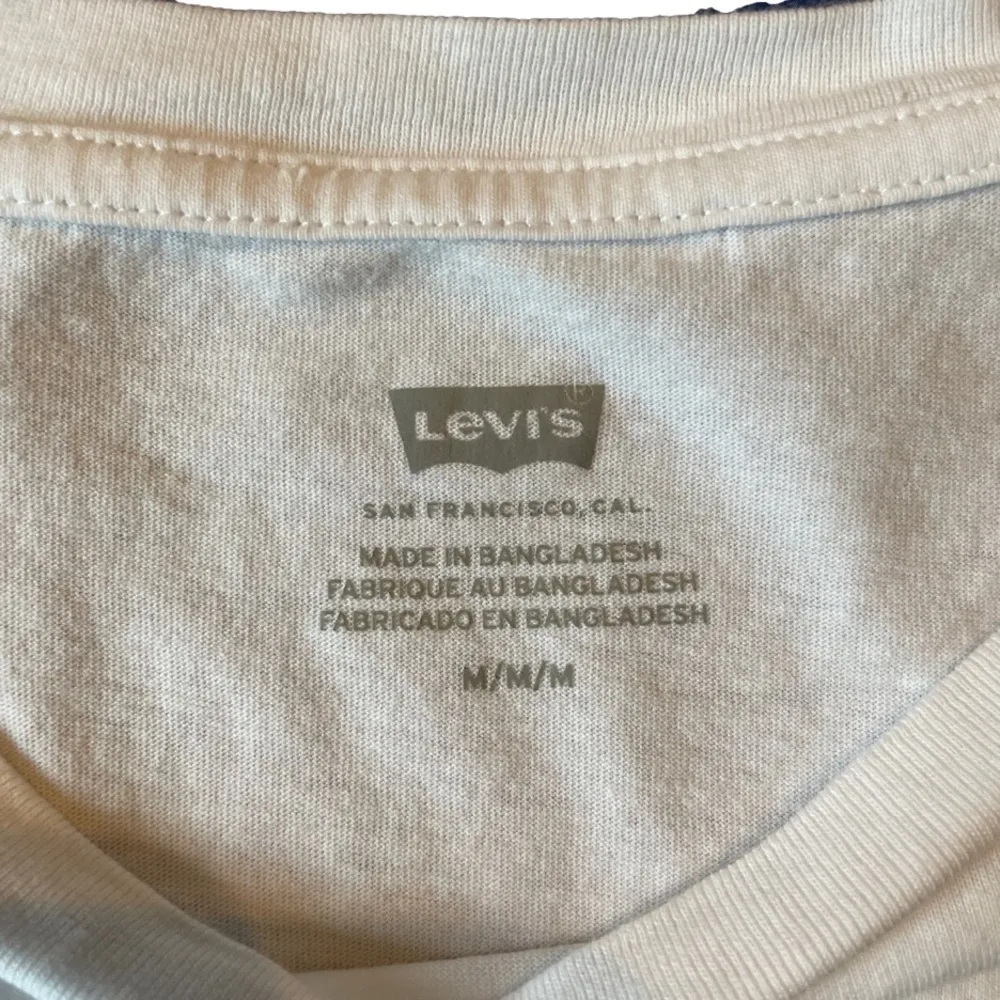 LEVI'S ®
SAN FRANCISCO, CAL.
MADE IN BANGLADESH
FABRIQUE AU BANGLADESH
FABRICADO EN BANGLADESH
M/M/M